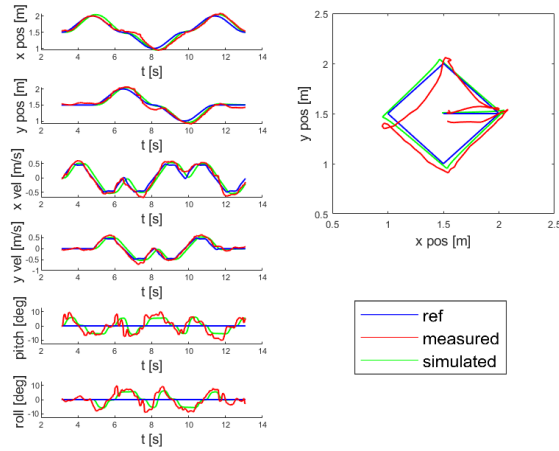 x pos [m]
2
1.5
1
2 4 6 8 10 12 14
t [s]
y pos [m]
2
1.5
1
2 4 6 8 10 12 14
t [s]
x vel [m/s]
0.5
0
-0.5
2 4 6 8 10 12 14
t [s]
y vel [m/s]
0.5
0
-0.5
-1
2 4 6 8 10 12 14
t [s]
pitch [deg]
10
0
-10
2 4 6 8 10 12 14
t [s]
roll [deg]
10
0
-10
2 4 6 8 10 12 14
t [s]
y pos [m]
2.5
2
1.5
1
0.5
0.5 1 1.5 2 2.5
x pos [m]
ref
measured
simulated